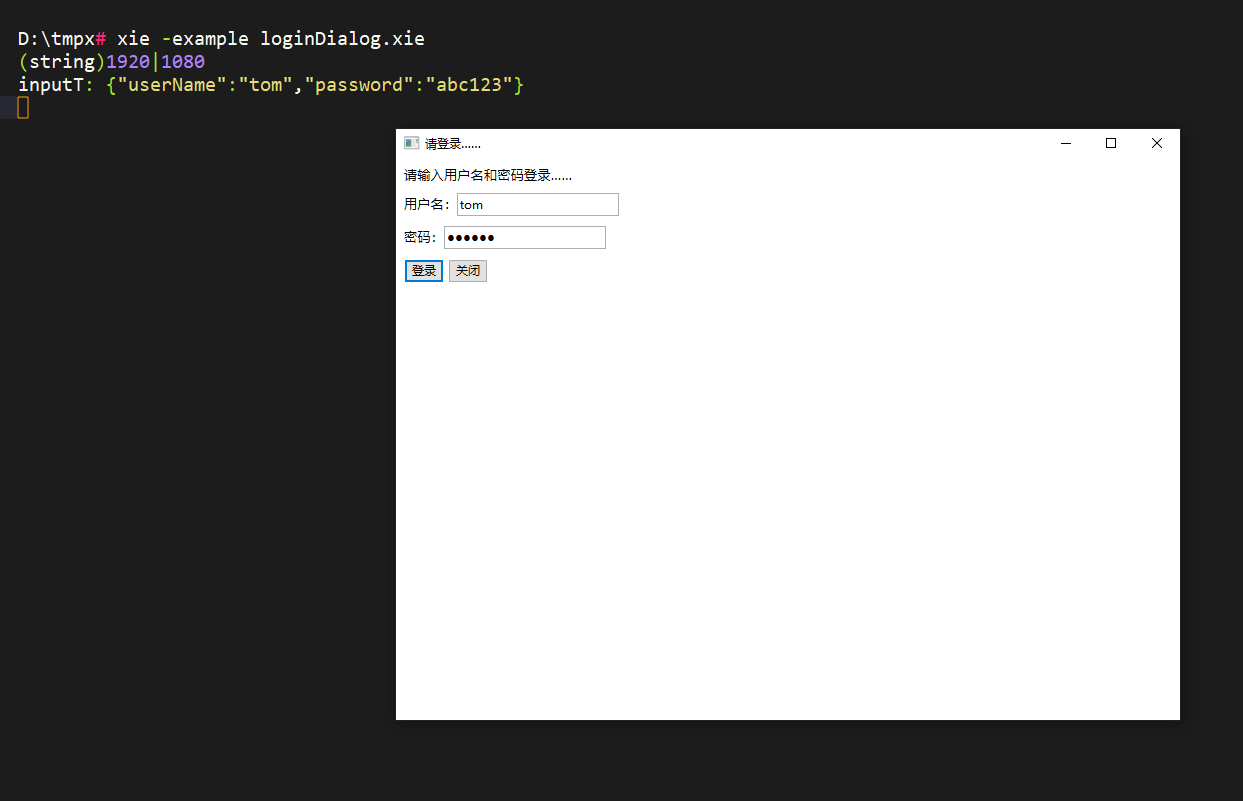 D:\tmpx# xie -example loginDialog.xie
(string)1920|1080
inputT: {"userName":"tom","password":"abc123"}
请登录......
请输入用户名和密码登录......
用户名： tom
密码： ●●●●●●
登录 关闭